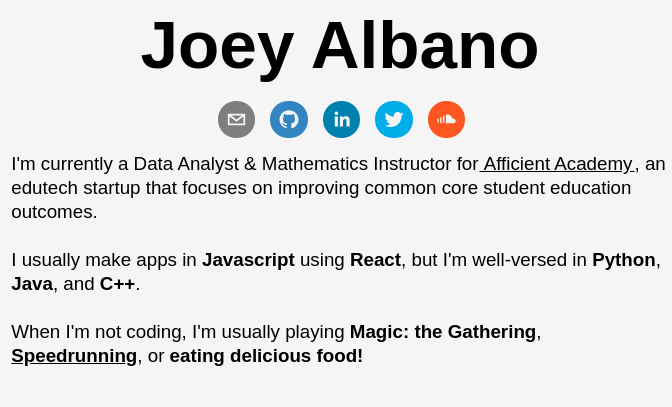 Joey Albano
in
I'm currently a Data Analyst & Mathematics Instructor for Afficient Academy, an
edutech startup that focuses on improving common core student education
outcomes.
I usually make apps in Javascript using React, but I'm well-versed in Python,
Java, and C++.
When I'm not coding, I'm usually playing Magic: the Gathering,
Speedrunning, or eating delicious food!